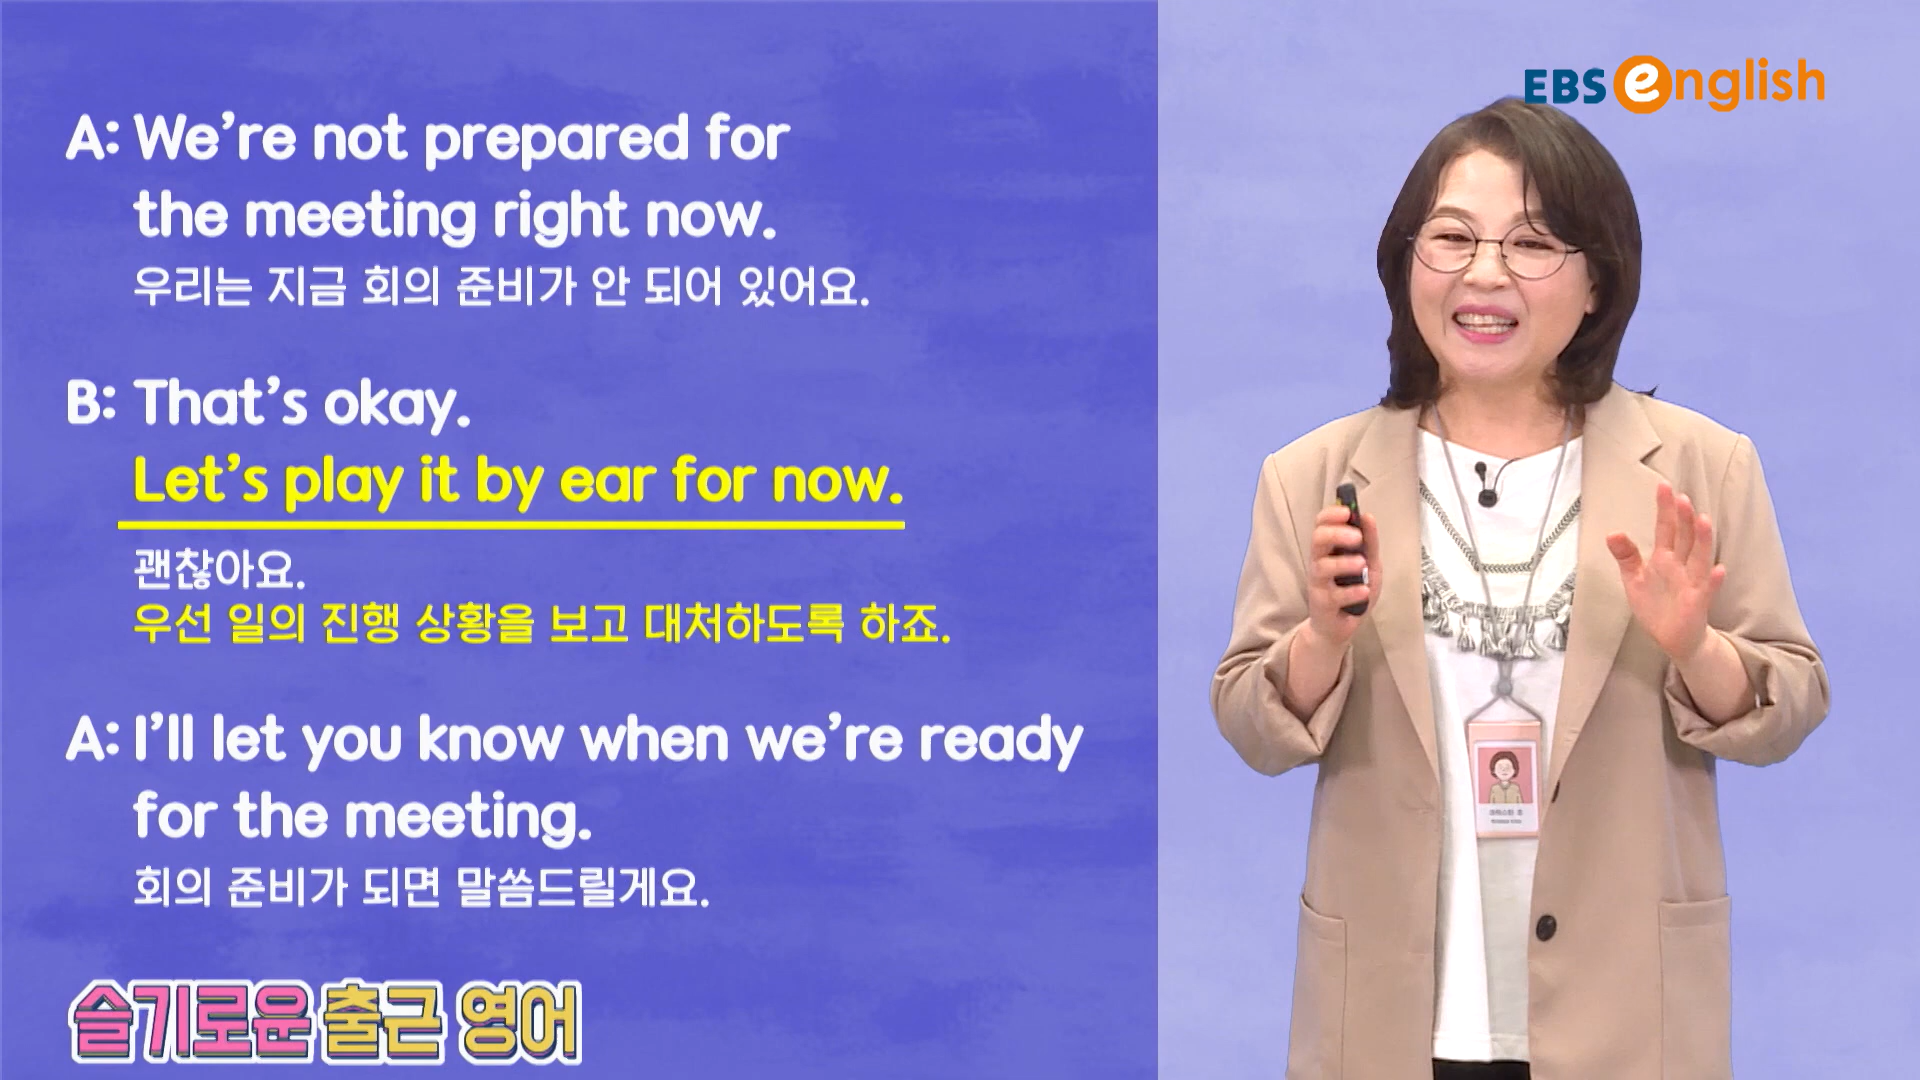 EBS english
A: We're not prepared for
the meeting right now.
우리는 지금 회의 준비가 안 되어 있어요.
B: That's okay.
Let's play it by ear for now.
괜찮아요.
우선 일의 진행 상황을 보고 대처하도록 하죠.
A: I'll let you know when we're ready
for the meeting.
회의 준비가 되면 말씀드릴게요.
슬기로운 출근 영어